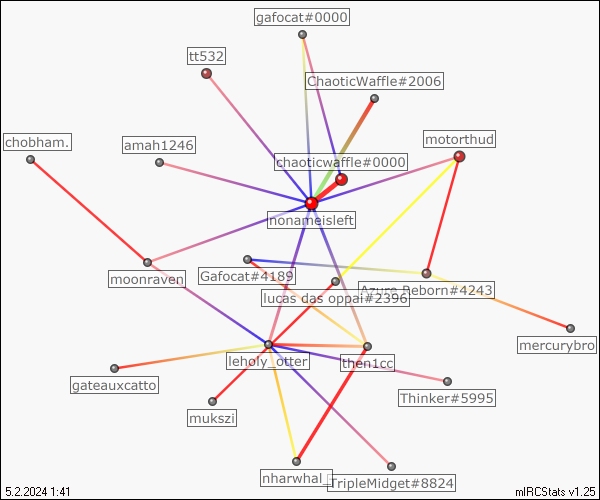 gafocat#0000
tt532
ChaoticWaffle#2006
chobham.
amah1246
motorthud
chaoticwaffle#0000
nonameisleft
moonraven
Gafocat#4189
Azure Reborn#4243
lucas das oppai#2396
mercurybro
leholy_otter
then1cc
gateauxcatto
Thinker#5995
mukszi
nharwhal_
TripleMidget#8824
5.2.2024 1:41
mIRCStats v1.25